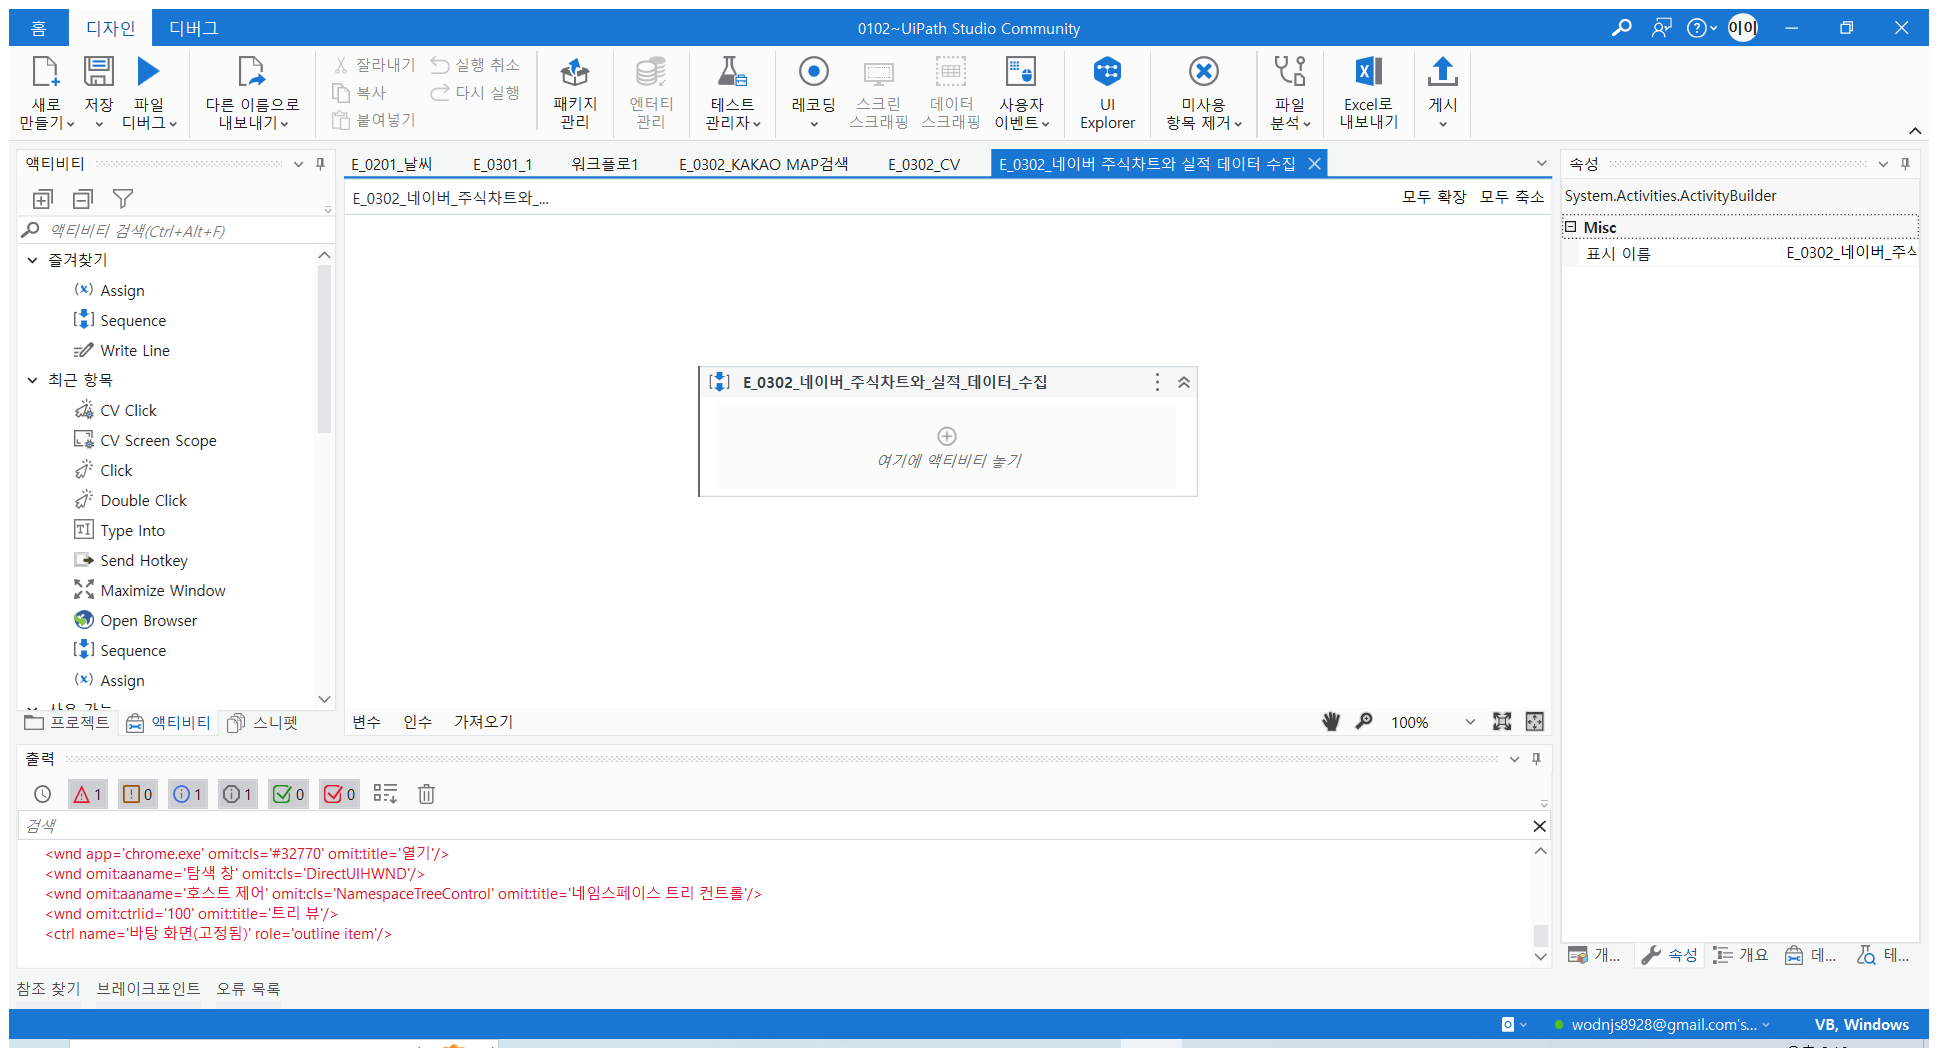 홈 디자인 디버그 0102~UiPath Studio Community 이이
새로 만들기
저장
파일 디버그
다른 이름으로 내보내기
잘라내기
복사
붙여넣기
실행 취소
다시 실행
패키지 관리
엔터티 관리
테스트 관리자
레코딩
스크린 스크래핑
데이터 스크래핑
사용자 이벤트
UI Explorer
미사용 항목 제거
파일 분석
Excel로 내보내기
게시
액티비티
액티비티 검색(Ctrl+Alt+F)
즐겨찾기
Assign
Sequence
Write Line
최근 항목
CV Click
CV Screen Scope
Click
Double Click
Type Into
Send Hotkey
Maximize Window
Open Browser
Sequence
Assign
프로젝트 액티비티 스니펫
E_0201_날씨 E_0301_1 워크플로1 E_0302_KAKAO MAP검색 E_0302_CV E_0302_네이버 주식차트와 실적 데이터 수집
E_0302_네이버_주식차트와_... 모두 확장 모두 축소
E_0302_네이버_주식차트와_실적_데이터_수집
여기에 액티비티 놓기
변수 인수 가져오기 100%
속성
System.Activities.ActivityBuilder
Misc
표시 이름 E_0302_네이버_주식
개... 속성 개요 데... 테...
출력
1 0 1 1 0 0
검색
<wnd app='chrome.exe' omit:cls='#32770' omit:title='열기'/>
<wnd omit:aaname='탐색 창' omit:cls='DirectUIHWND'/>
<wnd omit:aaname='호스트 제어' omit:cls='NamespaceTreeControl' omit:title='네임스페이스 트리 컨트롤'/>
<wnd omit:ctrlid='100' omit:title='트리 뷰'/>
<ctrl name='바탕 화면(고정됨)' role='outline item'/>
참조 찾기 브레이크포인트 오류 목록
wodnjs8928@gmail.com's... VB, Windows